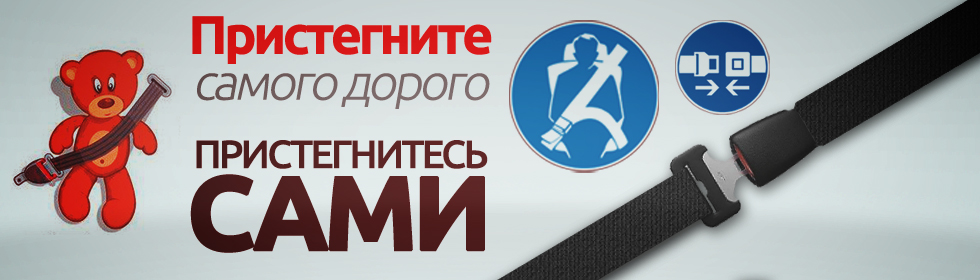 Пристегните
самого дорого
ПРИСТЕГНИТЕСЬ
САМИ